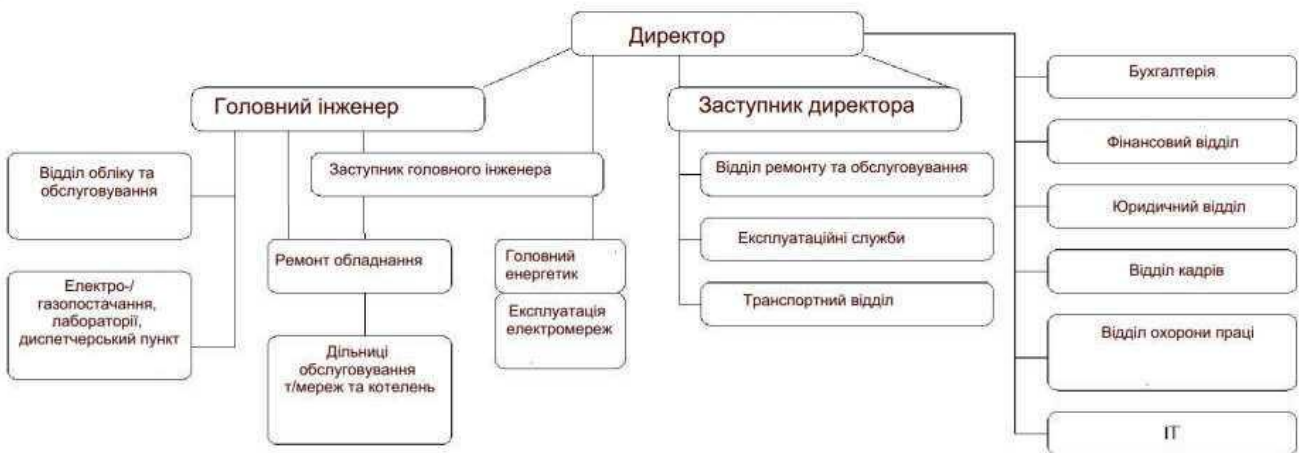 Директор
Головний інженер
Заступник директора
Бухгалтерія
Фінансовий відділ
Юридичний відділ
Відділ кадрів
Відділ охорони праці
IT
Відділ обліку та
обслуговування
Заступник головного інженера
Відділ ремонту та обслуговування
Експлуатаційні служби
Транспортний відділ
Ремонт обладнання
Головний
енергетик
Експлуатація
електромереж
Електро-/
газопостачання,
лабораторії,
диспетчерський пункт
Дільниці
обслуговування
т/мереж та котелень